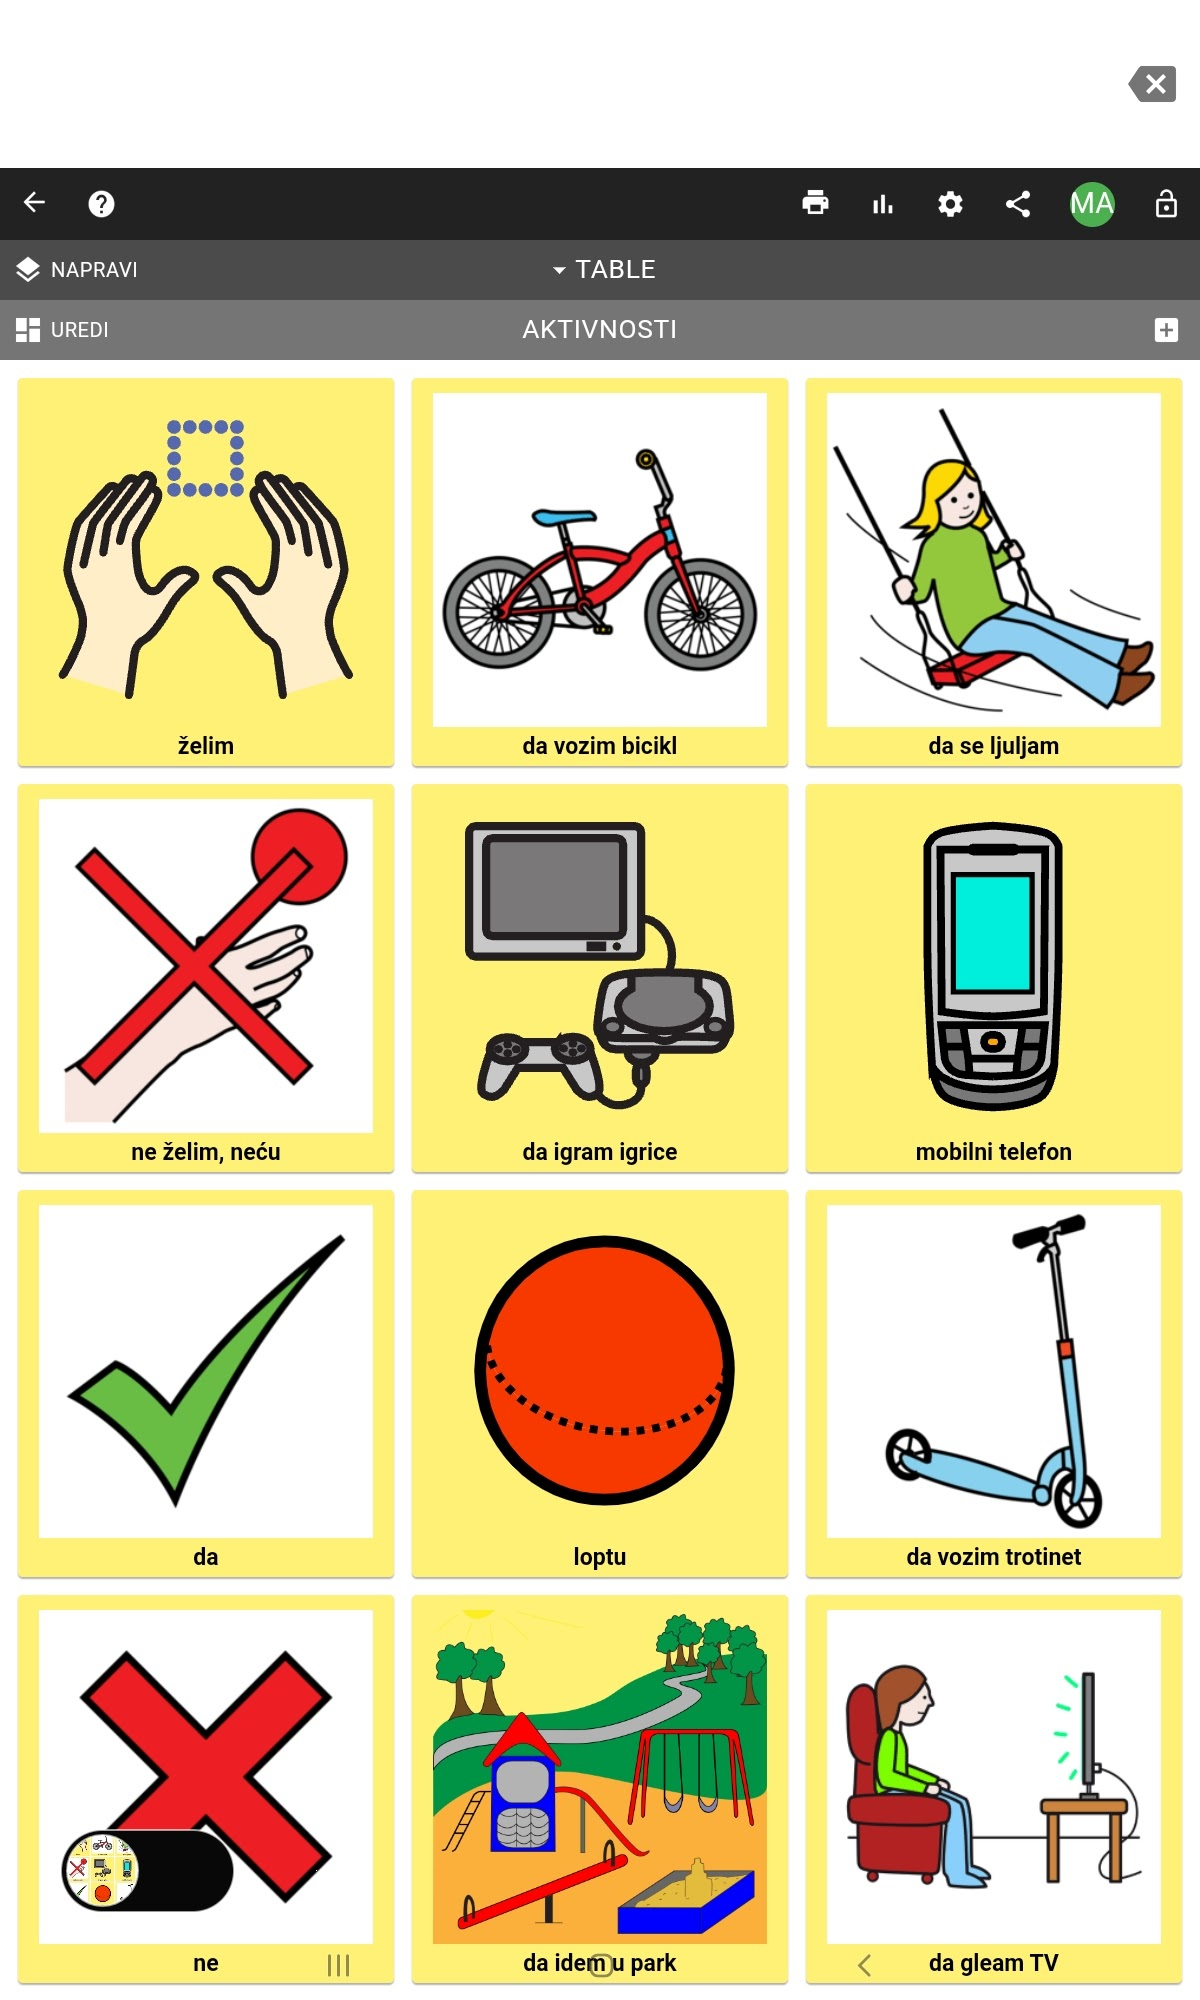 MA
NAPRAVI
TABLE
UREDI
AKTIVNOSTI
želim
da vozim bicikl
da se ljuljam
ne želim, neću
da igram igrice
mobilni telefon
da
loptu
da vozim trotinet
ne
da idem u park
da gleam TV